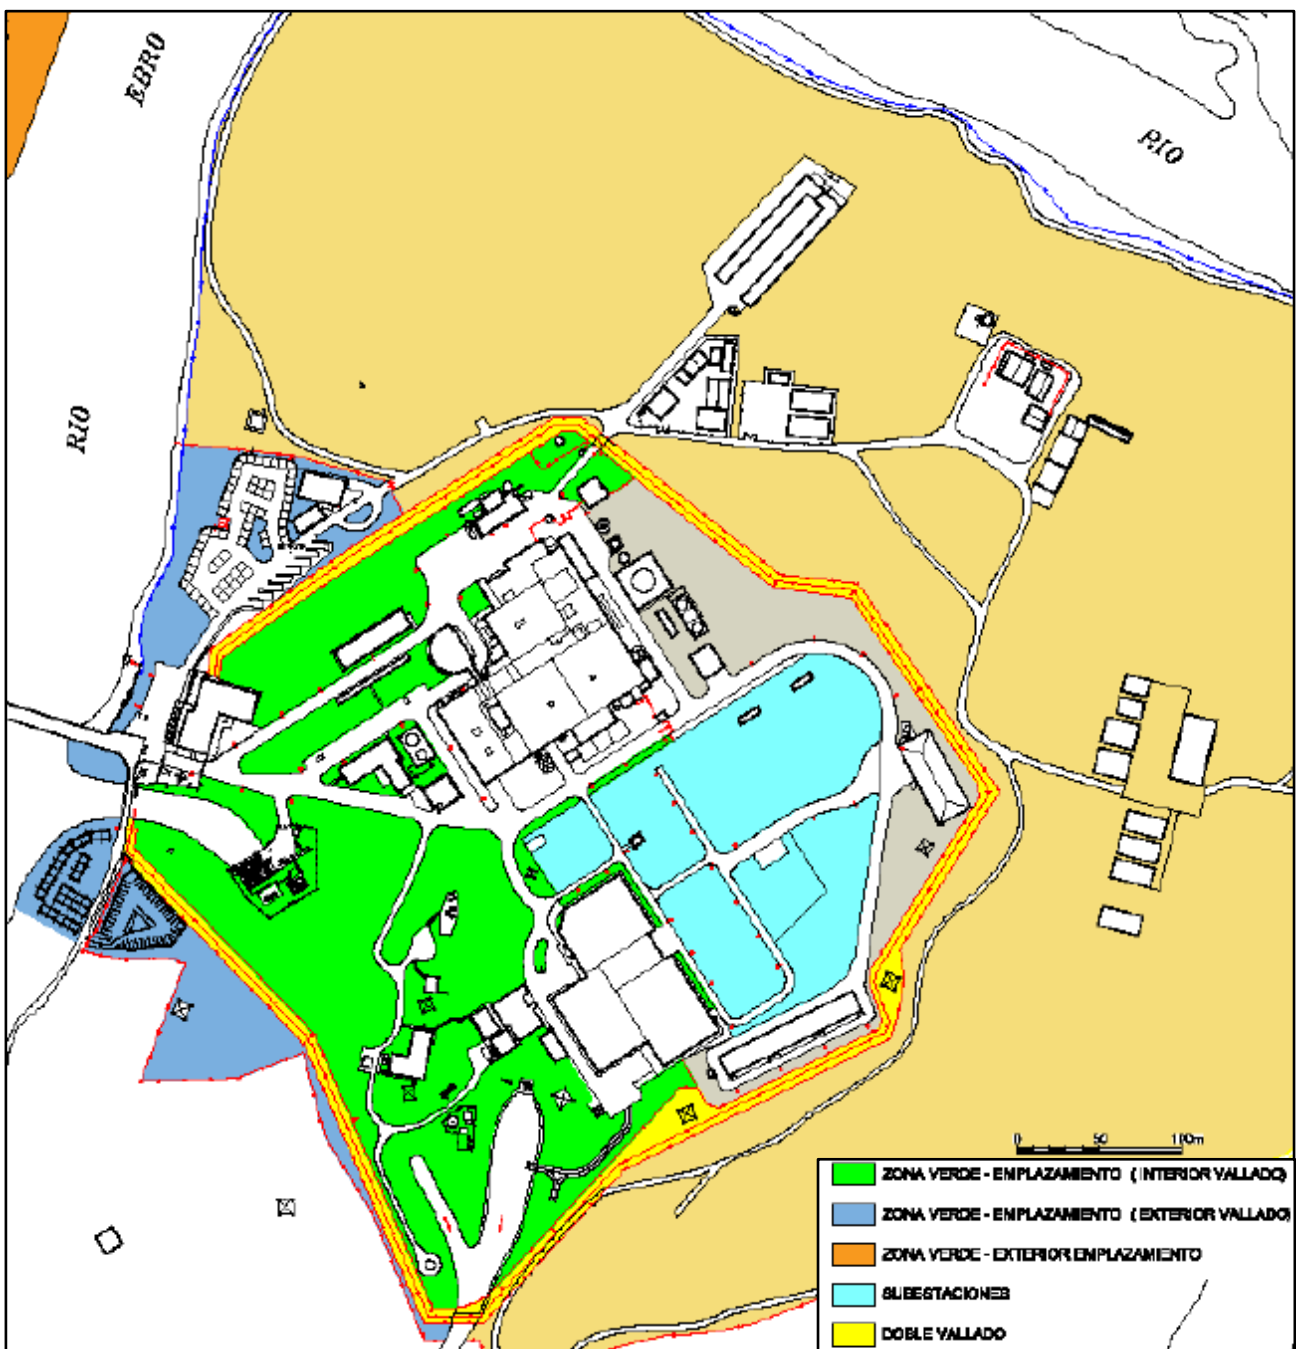 EBRO
RIO
RIO
0 50 100m
ZONA VERDE - EMPLAZAMIENTO ( INTERIOR VALLADO)
ZONA VERDE - EMPLAZAMIENTO ( EXTERIOR VALLADO)
ZONA VERDE - EXTERIOR EMPLAZAMIENTO
SUBESTACIONES
DOBLE VALLADO